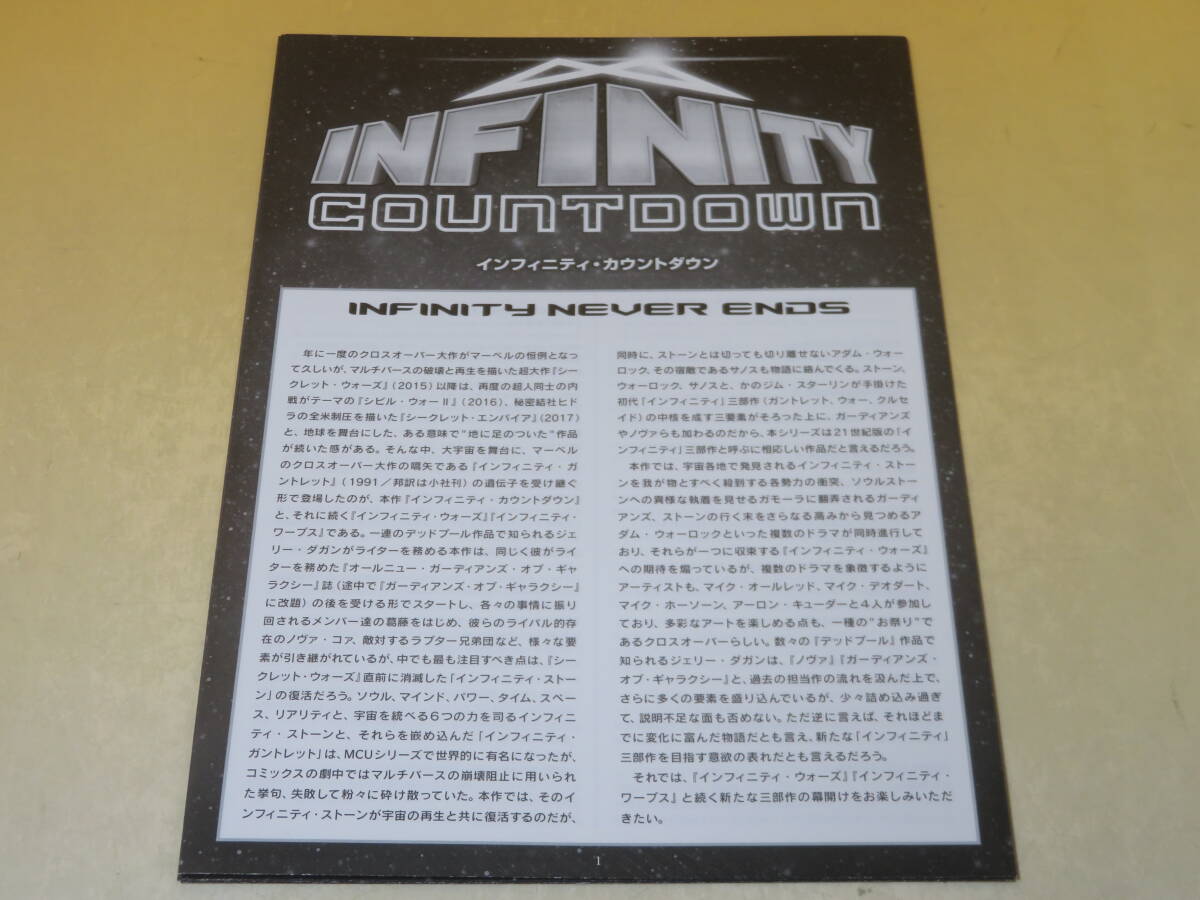 INFINITY
COUNTDOWN
インフィニティ・カウントダウン
INFINITY NEVER ENDS
年に一度のクロスオーバー大作がマーベルの恒例となっ
て久しいが、マルチバースの破壊と再生を描いた超大作『シー
クレット・ウォーズ』(2015)以降は、再度の超人同士の内
戦がテーマの『シビル・ウォーⅡ』(2016)、秘密結社ヒド
ラの全米制圧を描いた『シークレット・エンパイア』(2017)
と、地球を舞台にした、ある意味で“地に足のついた”作品
が続いた感がある。そんな中、大宇宙を舞台に、マーベル
のクロスオーバー大作の嚆矢である『インフィニティ・ガ
ントレット』(1991/邦訳は小社刊)の遺伝子を受け継ぐ
形で登場したのが、本作『インフィニティ・カウントダウン』
と、それに続く『インフィニティ・ウォーズ』『インフィニティ・
ワープス』である。一連のデッドプール作品で知られるジェ
リー・ダガンがライターを務める本作は、同じく彼がライ
ターを務めた『オールニュー・ガーディアンズ・オブ・ギャ
ラクシー』誌(途中で『ガーディアンズ・オブ・ギャラクシー』
に改題)の後を受ける形でスタートし、各々の事情に振り
回されるメンバー達の葛藤をはじめ、彼らのライバル的存
在のノヴァ・コァ、敵対するラプター兄弟団など、様々な要
素が引き継がれているが、中でも最も注目すべき点は、『シー
クレット・ウォーズ』直前に消滅した「インフィニティ・ストー
ン」の復活だろう。ソウル、マインド、パワー、タイム、スペー
ス、リアリティと、宇宙を統べる6つの力を司るインフィニ
ティ・ストーンと、それらを嵌め込んだ「インフィニティ・
ガントレット」は、MCUシリーズで世界的に有名になったが、
コミックスの劇中ではマルチバースの崩壊阻止に用いられ
た挙句、失敗して粉々に砕け散っていた。本作では、そのイ
ンフィニティ・ストーンが宇宙の再生と共に復活するのだが、
同時に、ストーンとは切っても切り離せないアダム・ウォー
ロック、その宿敵であるサノスも物語に絡んでくる。ストーン、
ウォーロック、サノスと、かのジム・スターリンが手掛けた
初代「インフィニティ」三部作(ガントレット、ウォー、クルセ
イド)の中核を成す三要素がそろった上に、ガーディアンズ
やノヴァらも加わるのだから、本シリーズは21世紀版の「イ
ンフィニティ」三部作と呼ぶに相応しい作品だと言えるだろう。
本作では、宇宙各地で発見されるインフィニティ・ストー
ンを我が物とすべく殺到する各勢力の衝突、ソウルストー
ンへの異様な執着を見せるガモーラに翻弄されるガーディ
アンズ、ストーンの行く末をさらなる高みから見つめるア
ダム・ウォーロックといった複数のドラマが同時進行して
おり、それらが一つに収束する『インフィニティ・ウォーズ』
への期待を煽っているが、複数のドラマを象徴するように
アーティストも、マイク・オールレッド、マイク・デオダート、
マイク・ホーソーン、アーロン・キューダーと4人が参加し
ており、多彩なアートを楽しめる点も、一種の“お祭り”で
あるクロスオーバーらしい。数々の『デッドプール』作品で
知られるジェリー・ダガンは、『ノヴァ』『ガーディアンズ・
オブ・ギャラクシー』と、過去の担当作の流れを汲んだ上で、
さらに多くの要素を盛り込んでいるが、少々詰め込み過ぎ
て、説明不足な面も否めない。ただ逆に言えば、それほどま
でに変化に富んだ物語だとも言え、新たな「インフィニティ」
三部作を目指す意欲の表れだとも言えるだろう。
それでは、『インフィニティ・ウォーズ』『インフィニティ・
ワープス』と続く新たな三部作の幕開けをお楽しみいただ
きたい。
1